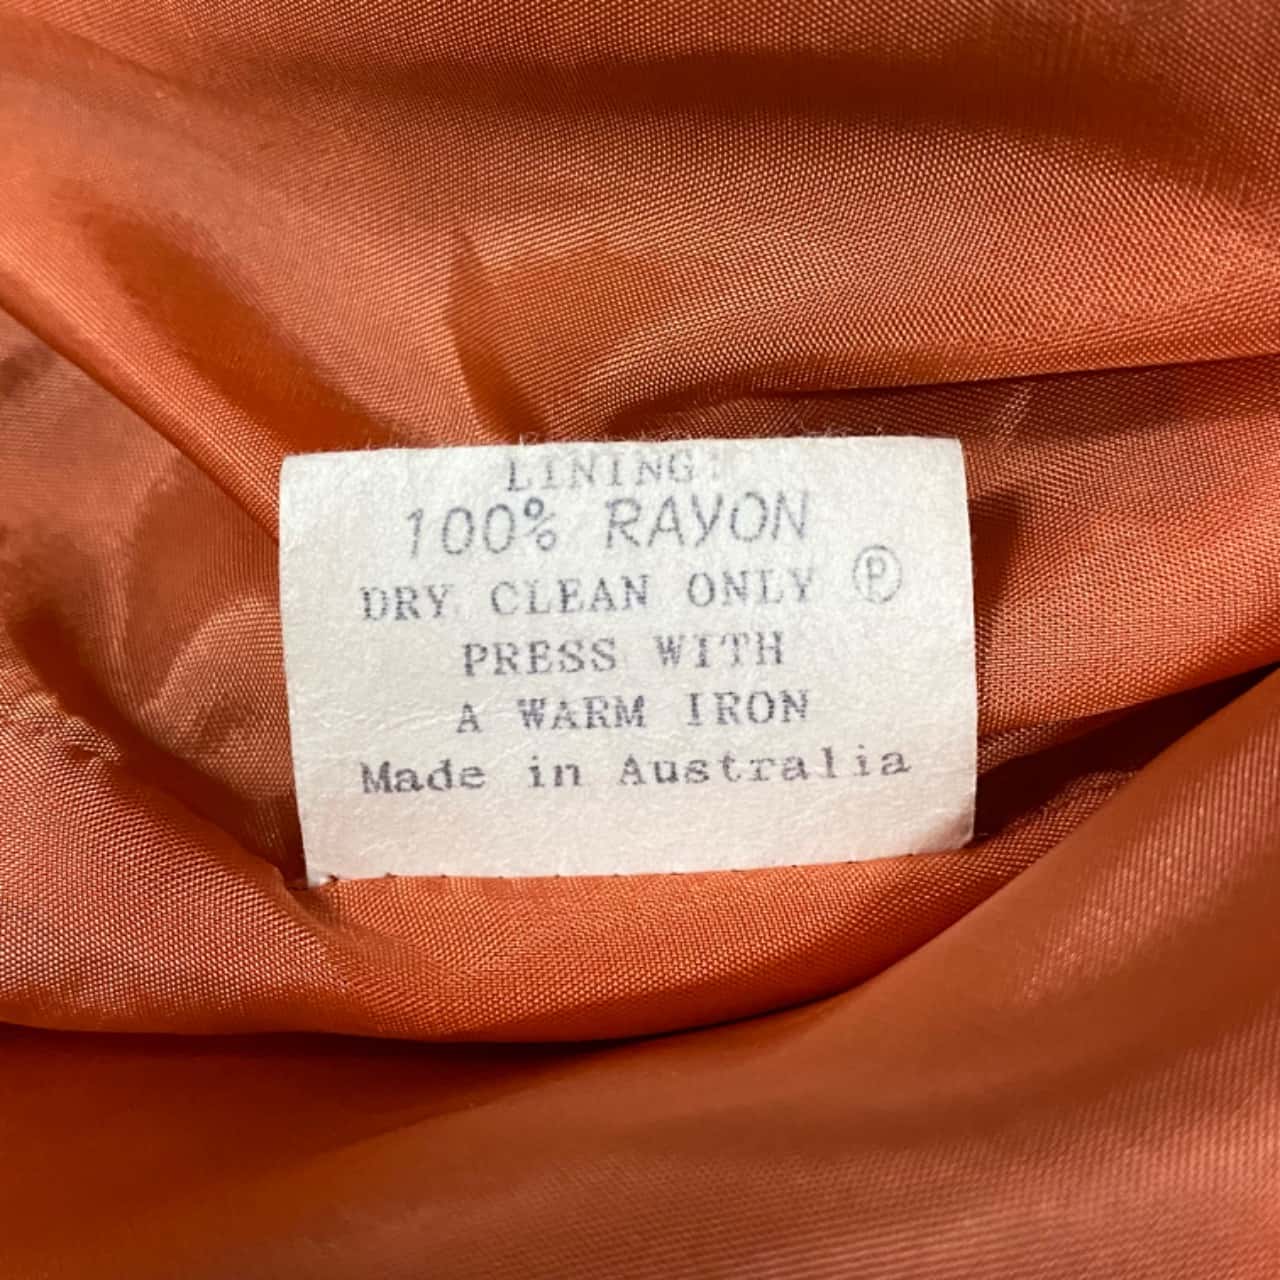 LINING:
100% RAYON
DRY CLEAN ONLY Ⓟ
PRESS WITH
A WARM IRON
Made in Australia